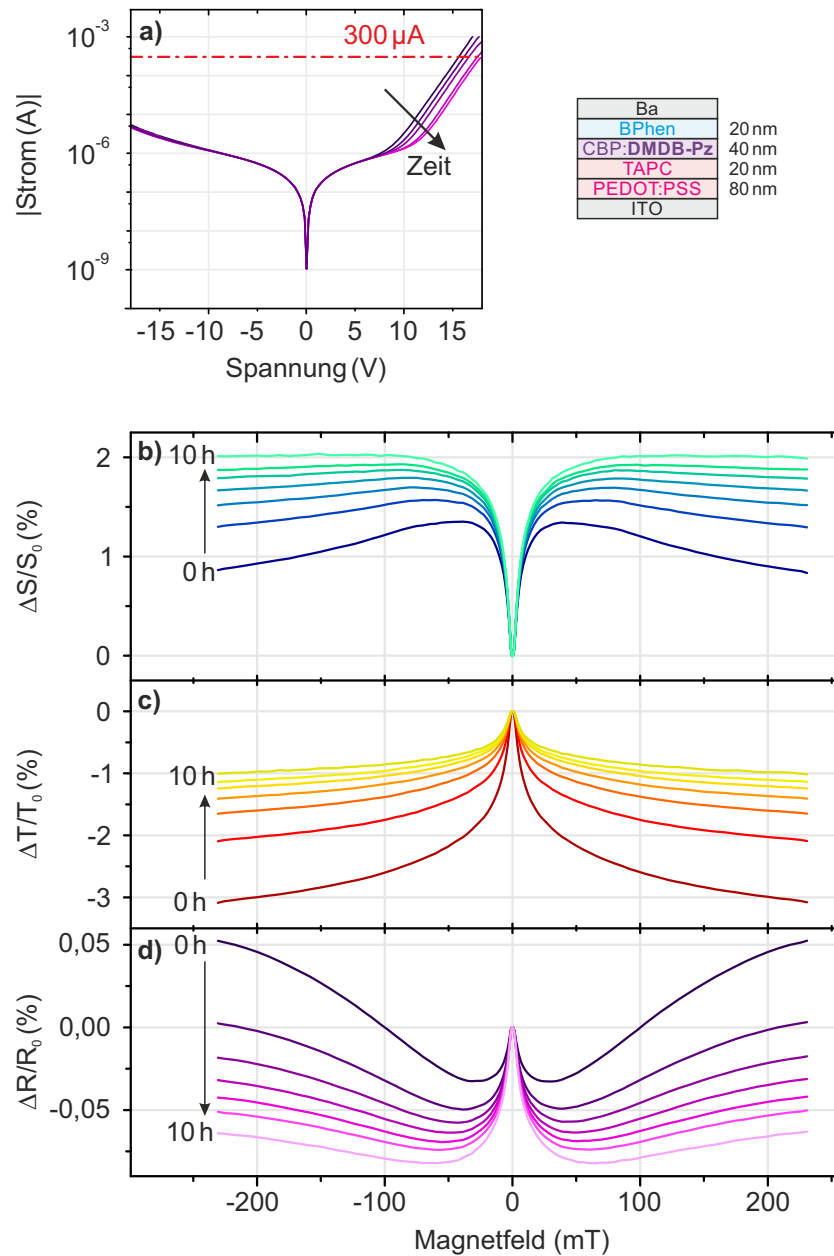 a)
300 µA
10⁻³
10⁻⁶
10⁻⁹
|Strom (A)|
Zeit
-15 -10 -5 0 5 10 15
Spannung (V)
Ba
BPhen 20 nm
CBP:DMDB-Pz 40 nm
TAPC 20 nm
PEDOT:PSS 80 nm
ITO
b)
10 h
0 h
2
1
0
ΔS/S₀ (%)
c)
10 h
0 h
0
-1
-2
-3
ΔT/T₀ (%)
d)
0 h
10 h
0,05
0,00
-0,05
ΔR/R₀ (%)
-200 -100 0 100 200
Magnetfeld (mT)